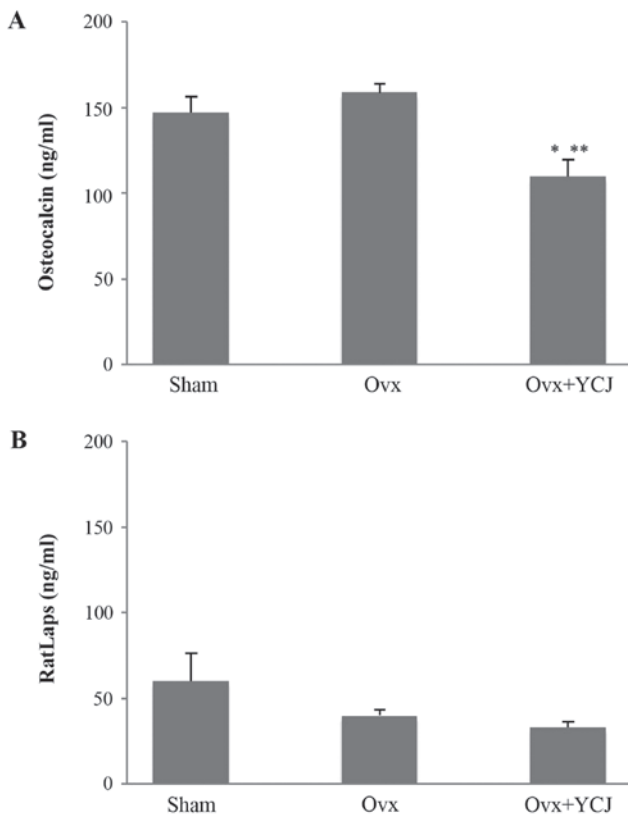 A
Osteocalcin (ng/ml)
200
150
100
50
0
* **
Sham Ovx Ovx+YCJ
B
RatLaps (ng/ml)
200
150
100
50
0
Sham Ovx Ovx+YCJ